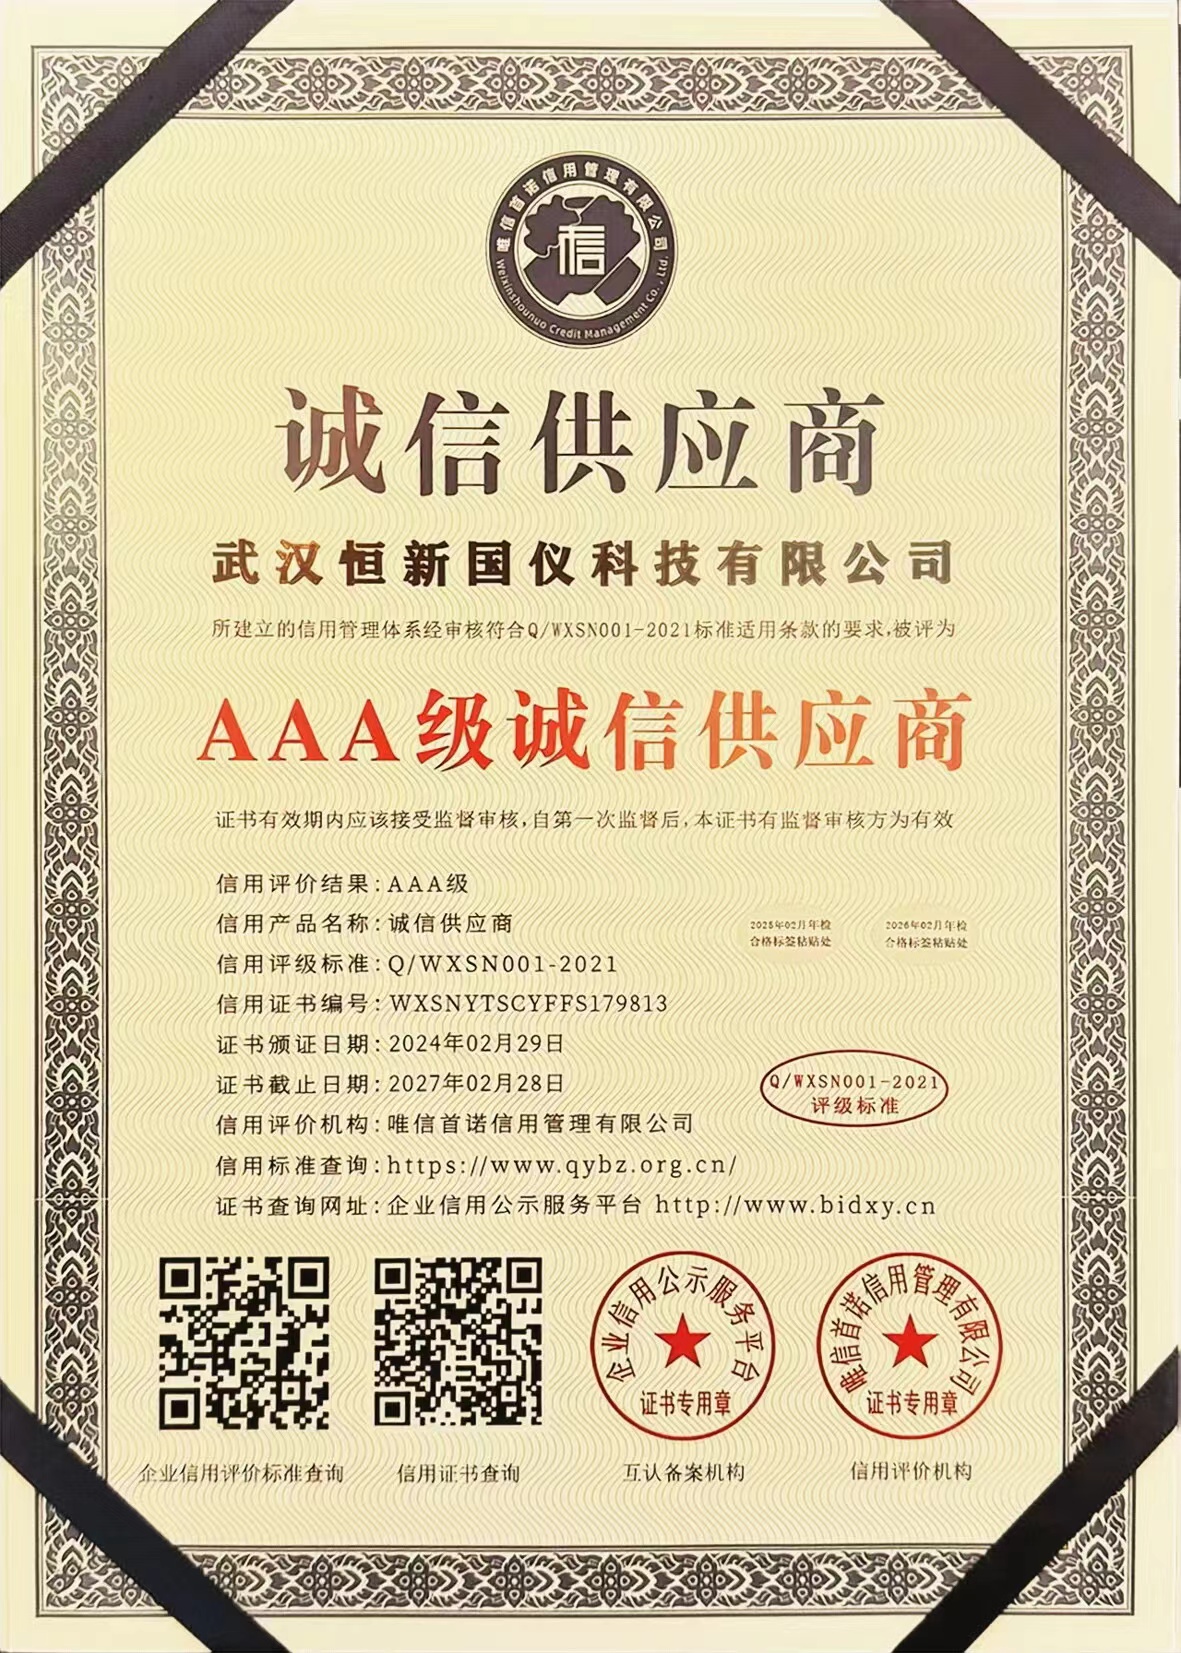 唯信首诺信用管理有限公司
Weixinshounuo Credit Management Co., Ltd.
信
诚信供应商
武汉恒新国仪科技有限公司
所建立的信用管理体系经审核符合Q/WXSN001-2021标准适用条款的要求,被评为
AAA级诚信供应商
证书有效期内应该接受监督审核,自第一次监督后,本证书有监督审核方为有效
信用评价结果:AAA级
信用产品名称:诚信供应商
信用评级标准:Q/WXSN001-2021
信用证书编号:WXSNYTSCYFFS179813
证书颁证日期:2024年02月29日
证书截止日期:2027年02月28日
信用评价机构:唯信首诺信用管理有限公司
信用标准查询:https://www.qybz.org.cn/
证书查询网址:企业信用公示服务平台 http://www.bidxy.cn
2025年02月年检
合格标签粘贴处
2026年02月年检
合格标签粘贴处
Q/WXSN001-2021
评级标准
企业信用公示服务平台
证书专用章
唯信首诺信用管理有限公司
证书专用章
企业信用评价标准查询
信用证书查询
互认备案机构
信用评价机构